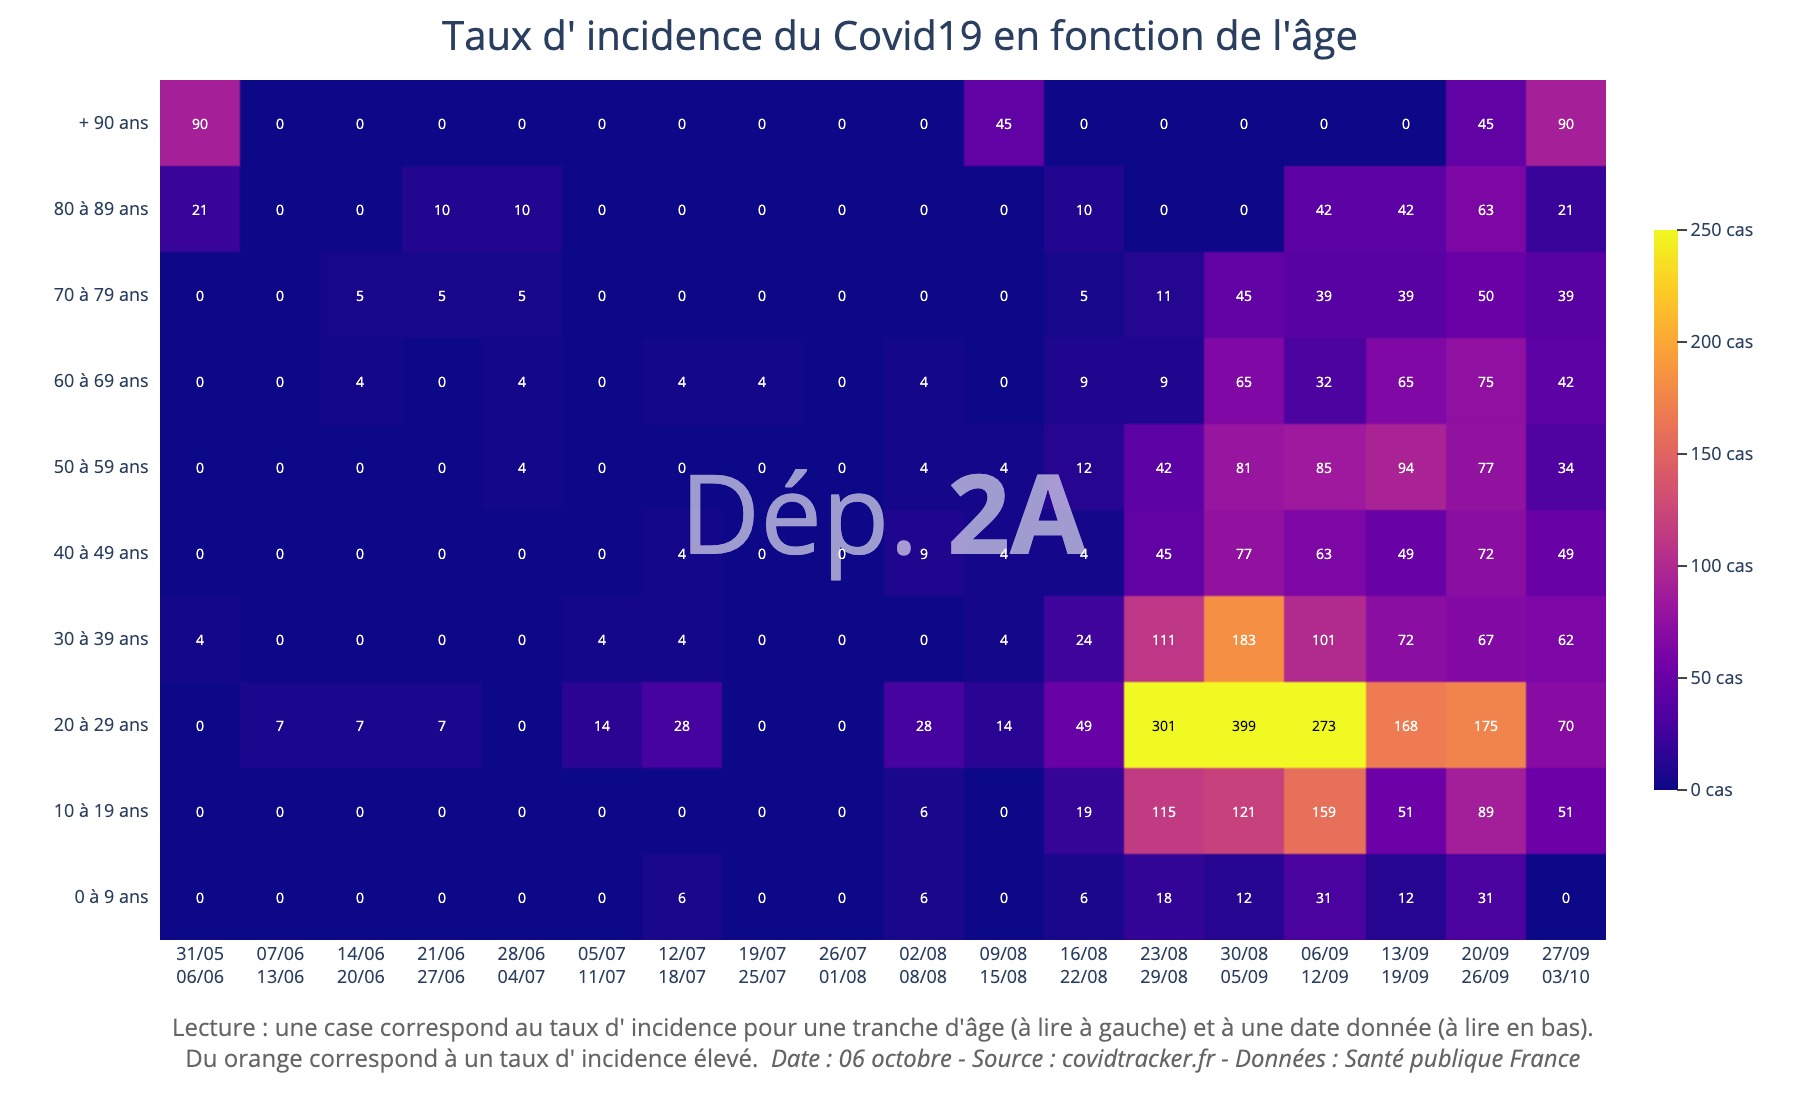 Taux d' incidence du Covid19 en fonction de l'âge
+ 90 ans 90 0 0 0 0 0 0 0 0 0 45 0 0 0 0 0 45 90
80 à 89 ans 21 0 0 10 10 0 0 0 0 0 0 10 0 0 42 42 63 21
70 à 79 ans 0 0 5 5 5 0 0 0 0 0 0 5 11 45 39 39 50 39
60 à 69 ans 0 0 4 0 4 0 4 4 0 4 0 9 9 65 32 65 75 42
50 à 59 ans 0 0 0 0 4 0 0 0 0 4 4 12 42 81 85 94 77 34
Dép. 2A
40 à 49 ans 0 0 0 0 0 0 4 0 0 9 4 4 45 77 63 49 72 49
30 à 39 ans 4 0 0 0 0 4 4 0 0 0 4 24 111 183 101 72 67 62
20 à 29 ans 0 7 7 7 0 14 28 0 0 28 14 49 301 399 273 168 175 70
10 à 19 ans 0 0 0 0 0 0 0 0 0 6 0 19 115 121 159 51 89 51
0 à 9 ans 0 0 0 0 0 0 6 0 0 6 0 6 18 12 31 12 31 0
31/05 07/06 14/06 21/06 28/06 05/07 12/07 19/07 26/07 02/08 09/08 16/08 23/08 30/08 06/09 13/09 20/09 27/09
06/06 13/06 20/06 27/06 04/07 11/07 18/07 25/07 01/08 08/08 15/08 22/08 29/08 05/09 12/09 19/09 26/09 03/10
250 cas
200 cas
150 cas
100 cas
50 cas
0 cas
Lecture : une case correspond au taux d' incidence pour une tranche d'âge (à lire à gauche) et à une date donnée (à lire en bas).
Du orange correspond à un taux d' incidence élevé. Date : 06 octobre - Source : covidtracker.fr - Données : Santé publique France